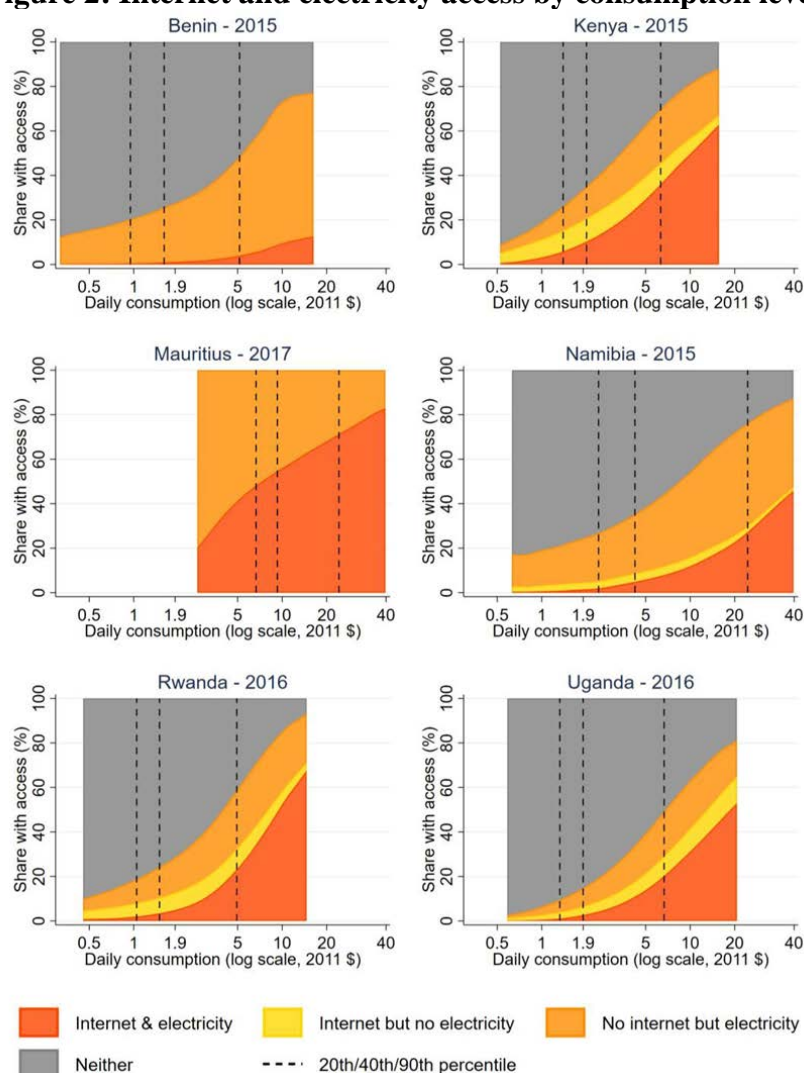 igure 2: Internet and electricity access by consumption leve
Benin - 2015
Share with access (%)
100
80
60
40
20
0
0.5 1 1.9 5 10 20 40
Daily consumption (log scale, 2011 $)
Kenya - 2015
Share with access (%)
100
80
60
40
20
0
0.5 1 1.9 5 10 20 40
Daily consumption (log scale, 2011 $)
Mauritius - 2017
Share with access (%)
100
80
60
40
20
0
0.5 1 1.9 5 10 20 40
Daily consumption (log scale, 2011 $)
Namibia - 2015
Share with access (%)
100
80
60
40
20
0
0.5 1 1.9 5 10 20 40
Daily consumption (log scale, 2011 $)
Rwanda - 2016
Share with access (%)
100
80
60
40
20
0
0.5 1 1.9 5 10 20 40
Daily consumption (log scale, 2011 $)
Uganda - 2016
Share with access (%)
100
80
60
40
20
0
0.5 1 1.9 5 10 20 40
Daily consumption (log scale, 2011 $)
Internet & electricity
Internet but no electricity
No internet but electricity
Neither
20th/40th/90th percentile